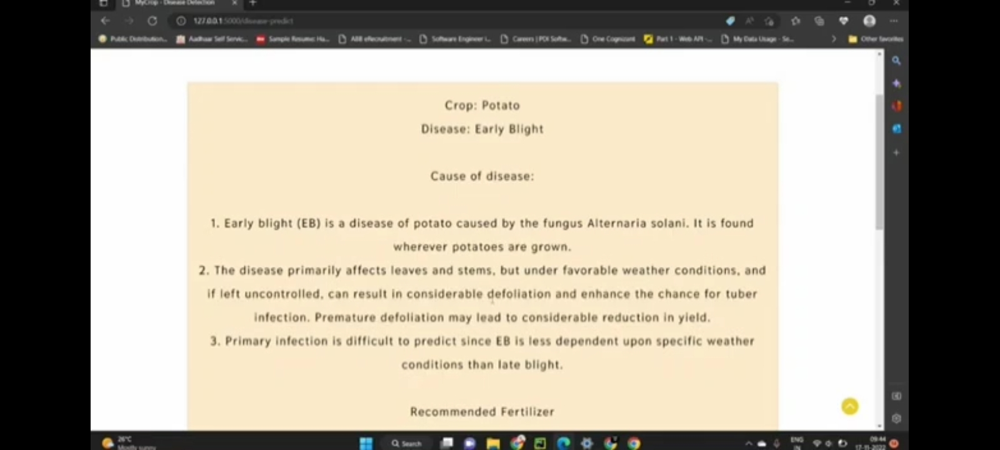 MyCrop - Disease Detection
127.0.0.1:5000/disease-predict
Public Distribution... Aadhaar Self Servic... Sample Resume: Ha... ABB eRecruitment -... Software Engineer I... Careers | PDI Softw... One Cognizant Part 1 - Web API -... My Data Usage - Se... Other favorites
Crop: Potato
Disease: Early Blight
Cause of disease:
1. Early blight (EB) is a disease of potato caused by the fungus Alternaria solani. It is found
wherever potatoes are grown.
2. The disease primarily affects leaves and stems, but under favorable weather conditions, and
if left uncontrolled, can result in considerable defoliation and enhance the chance for tuber
infection. Premature defoliation may lead to considerable reduction in yield.
3. Primary infection is difficult to predict since EB is less dependent upon specific weather
conditions than late blight.
Recommended Fertilizer
26°C
Mostly sunny
Search
ENG
IN
09:44
17-11-2022